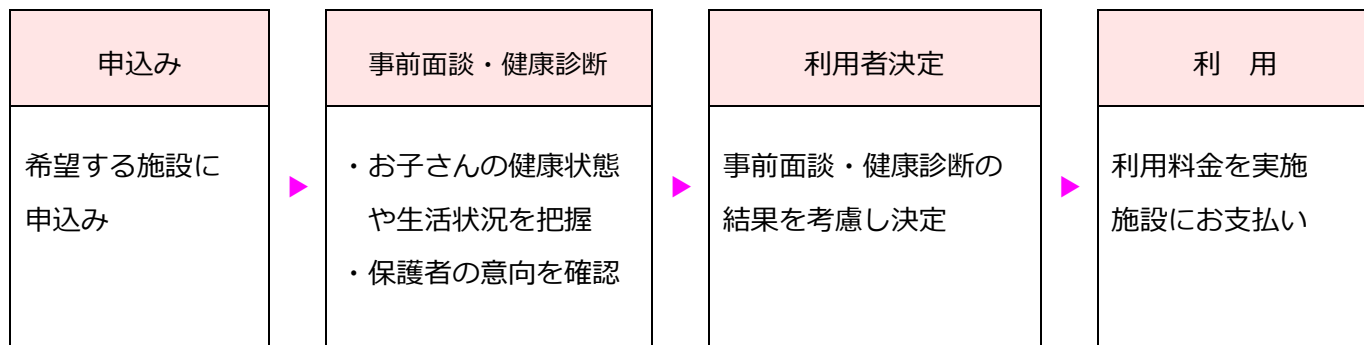 申込み
希望する施設に
申込み
事前面談・健康診断
・お子さんの健康状態
や生活状況を把握
・保護者の意向を確認
利用者決定
事前面談・健康診断の
結果を考慮し決定
利　用
利用料金を実施
施設にお支払い